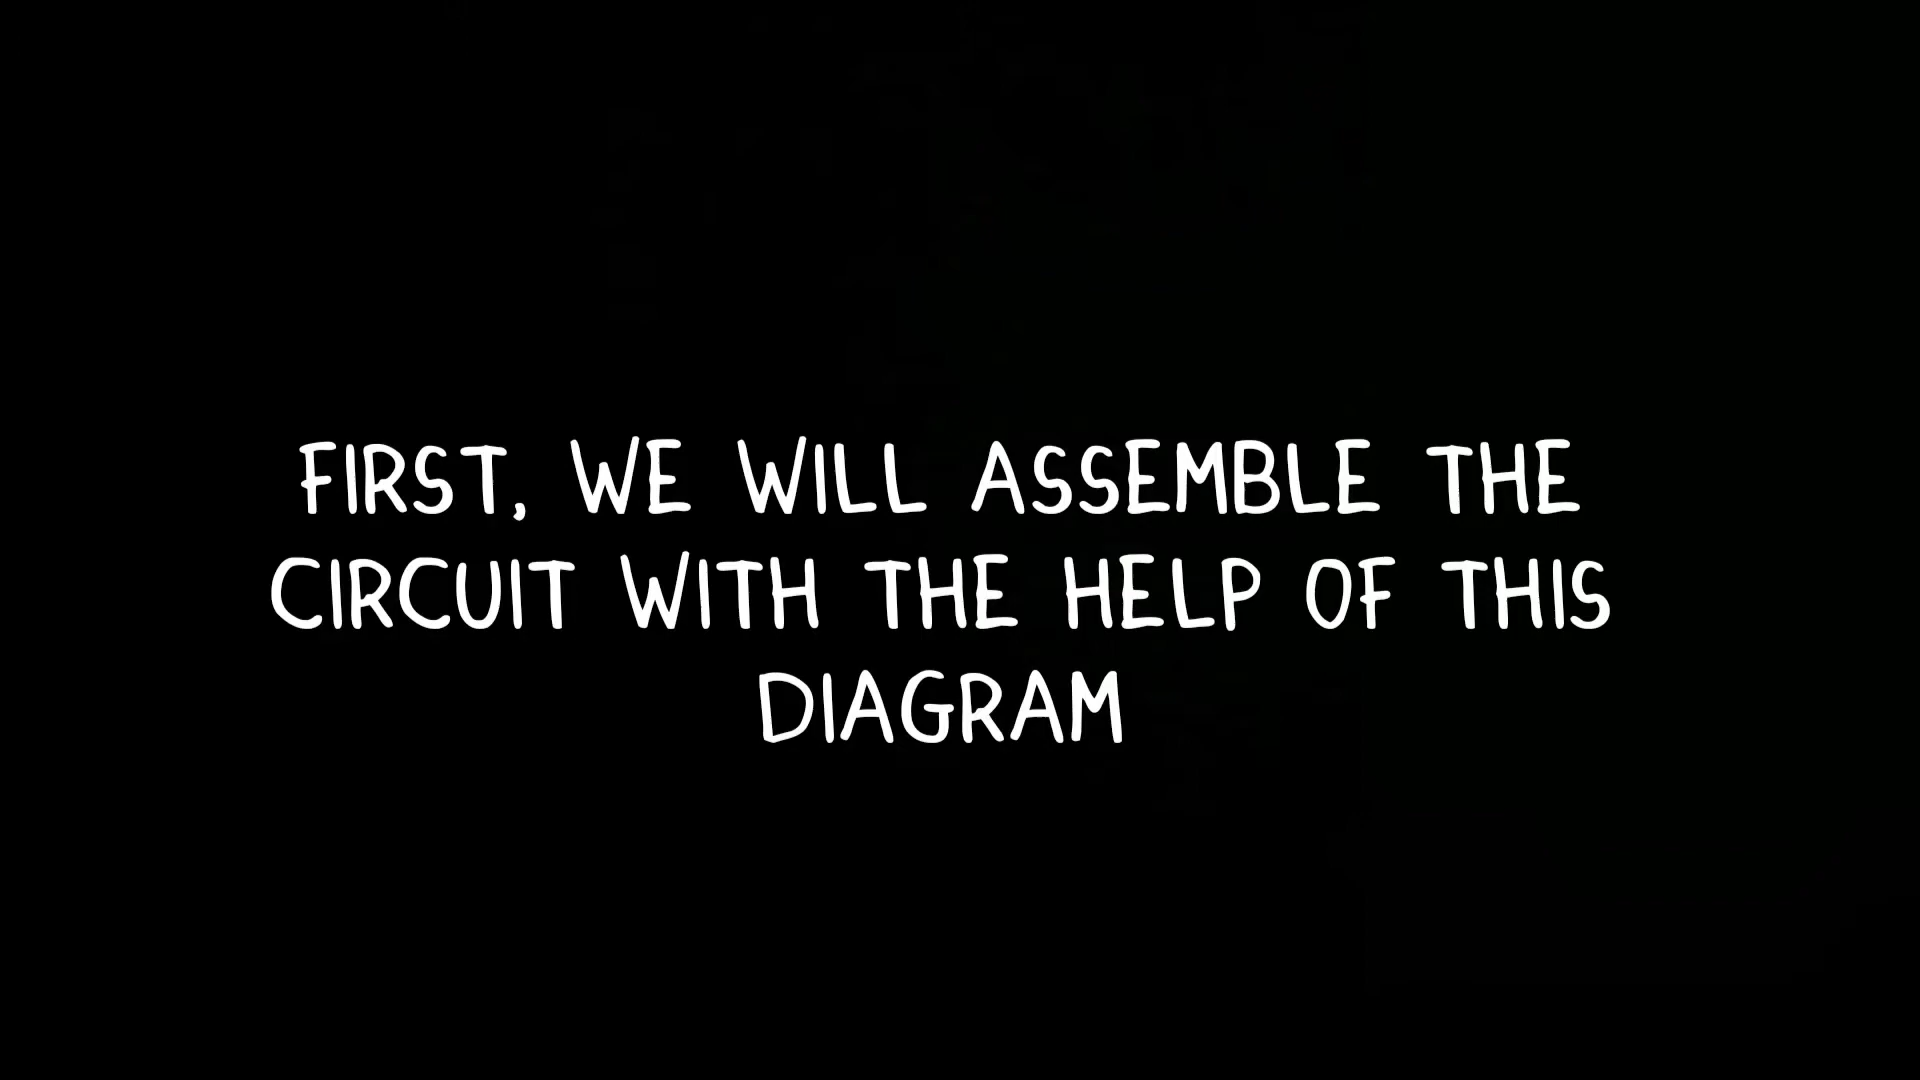 FIRST, WE WILL ASSEMBLE THE
CIRCUIT WITH THE HELP OF THIS
DIAGRAM